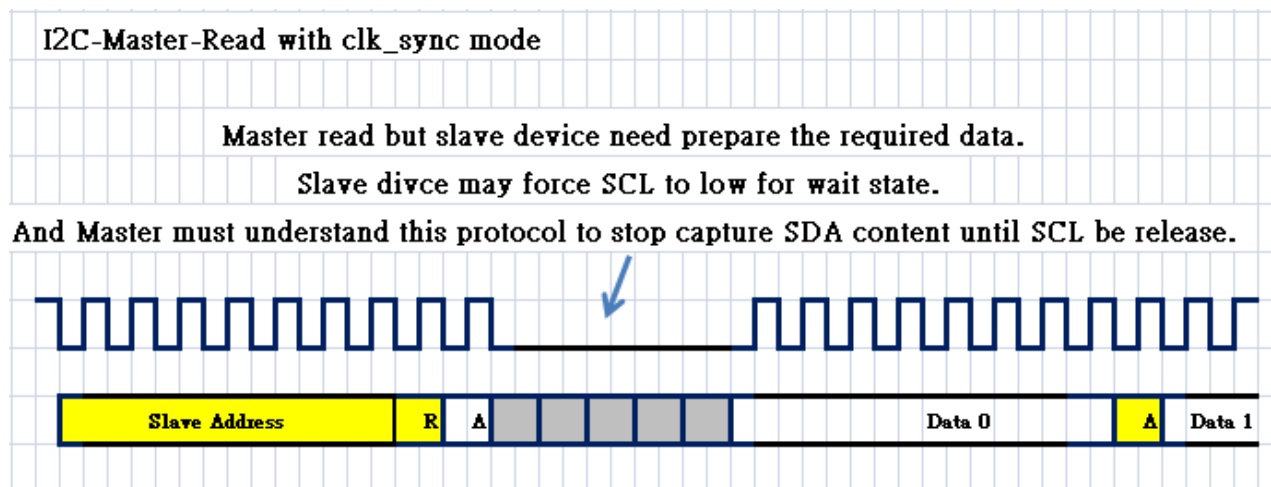 I2C-Master-Read with clk_sync mode
Master read but slave device need prepare the required data.
Slave divce may force SCL to low for wait state.
And Master must understand this protocol to stop capture SDA content until SCL be release.
Slave Address R A Data 0 A Data 1